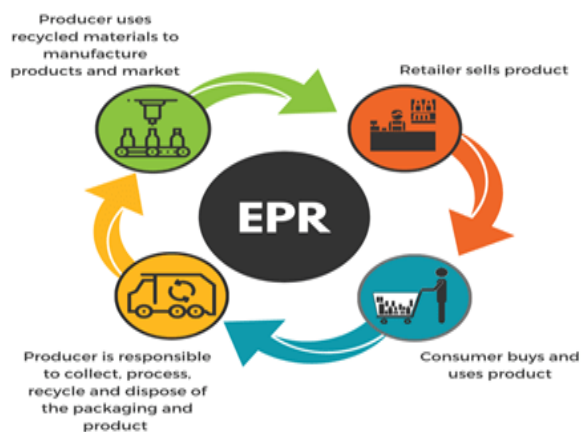 Producer uses
recycled materials to
manufacture
products and market
Retailer sells product
EPR
Producer is responsible
to collect, process,
recycle and dispose of
the packaging and
product
Consumer buys and
uses product